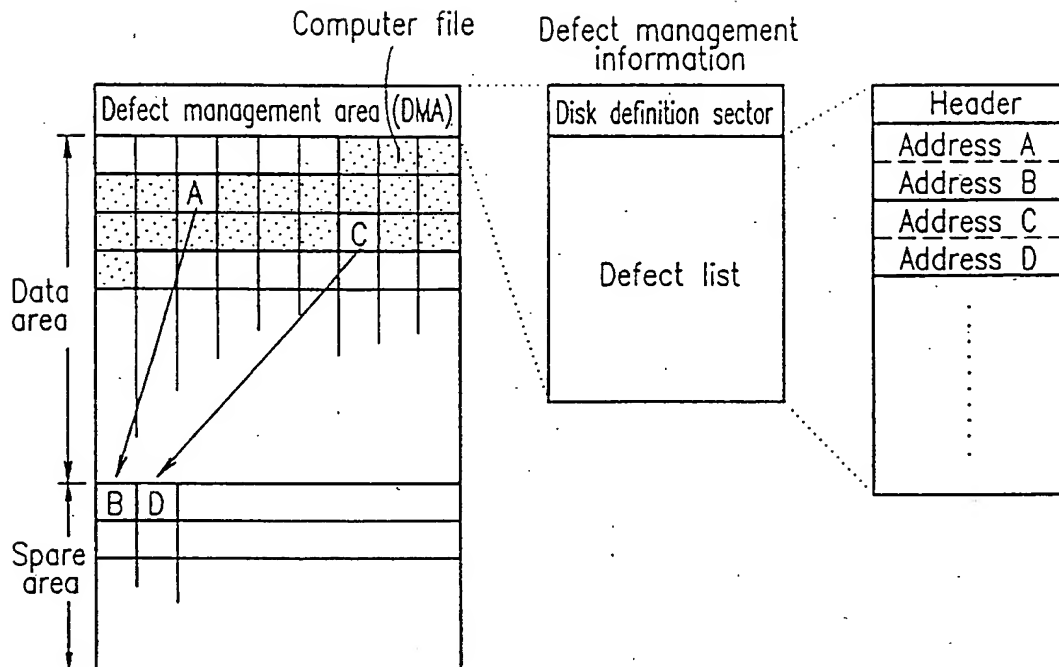 Computer file
Defect management
information
Defect management area (DMA)
Disk definition sector
Header
Address A
Address B
Address C
Address D
A
C
Data
area
Defect list
B
D
Spare
area